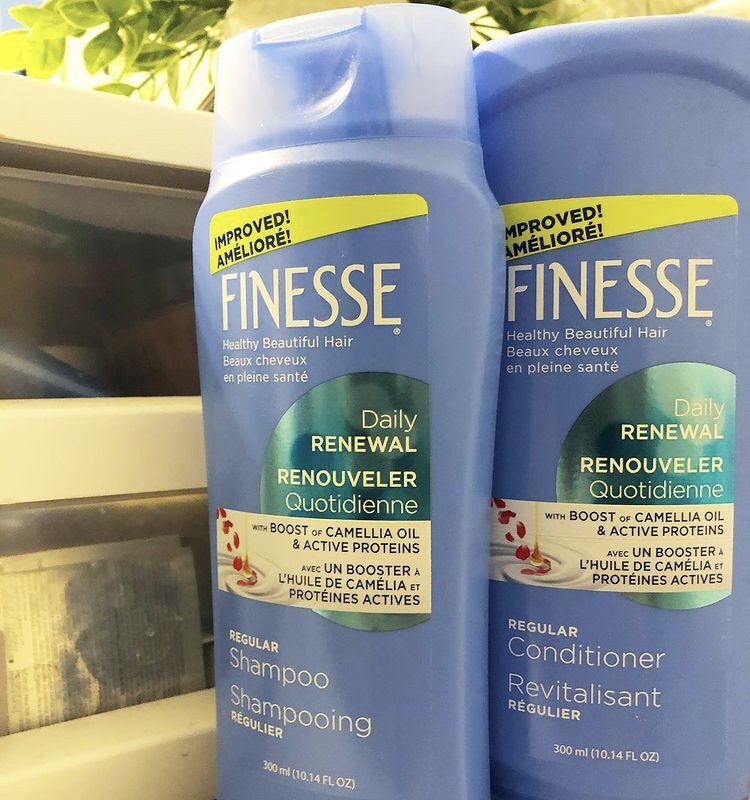 IMPROVED!
AMÉLIORÉ!
FINESSE®
Healthy Beautiful Hair
Beaux cheveux
en pleine santé
Daily
RENEWAL
RENOUVELER
Quotidienne
WITH BOOST OF CAMELLIA OIL
& ACTIVE PROTEINS
AVEC UN BOOSTER À
L'HUILE DE CAMÉLIA ET
PROTÉINES ACTIVES
REGULAR
Shampoo
Shampooing
RÉGULIER
300 ml (10.14 FL OZ)
IMPROVED!
AMÉLIORÉ!
FINESSE®
Healthy Beautiful Hair
Beaux cheveux
en pleine santé
Daily
RENEWAL
RENOUVELER
Quotidienne
WITH BOOST OF CAMELLIA OIL
& ACTIVE PROTEINS
AVEC UN BOOSTER À
L'HUILE DE CAMÉLIA ET
PROTÉINES ACTIVES
REGULAR
Conditioner
Revitalisant
RÉGULIER
300 ml (10.14 FL OZ)